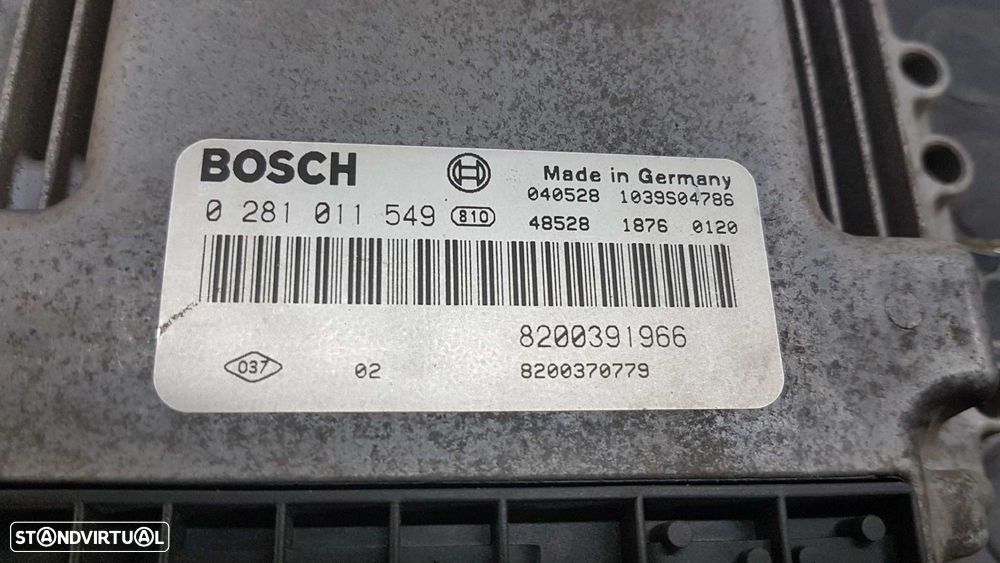 BOSCH
Made in Germany
040528 1039S04786
0 281 011 549 810
48528 1876 0120
8200391966
037 02 8200370779
STANDVIRTUAL